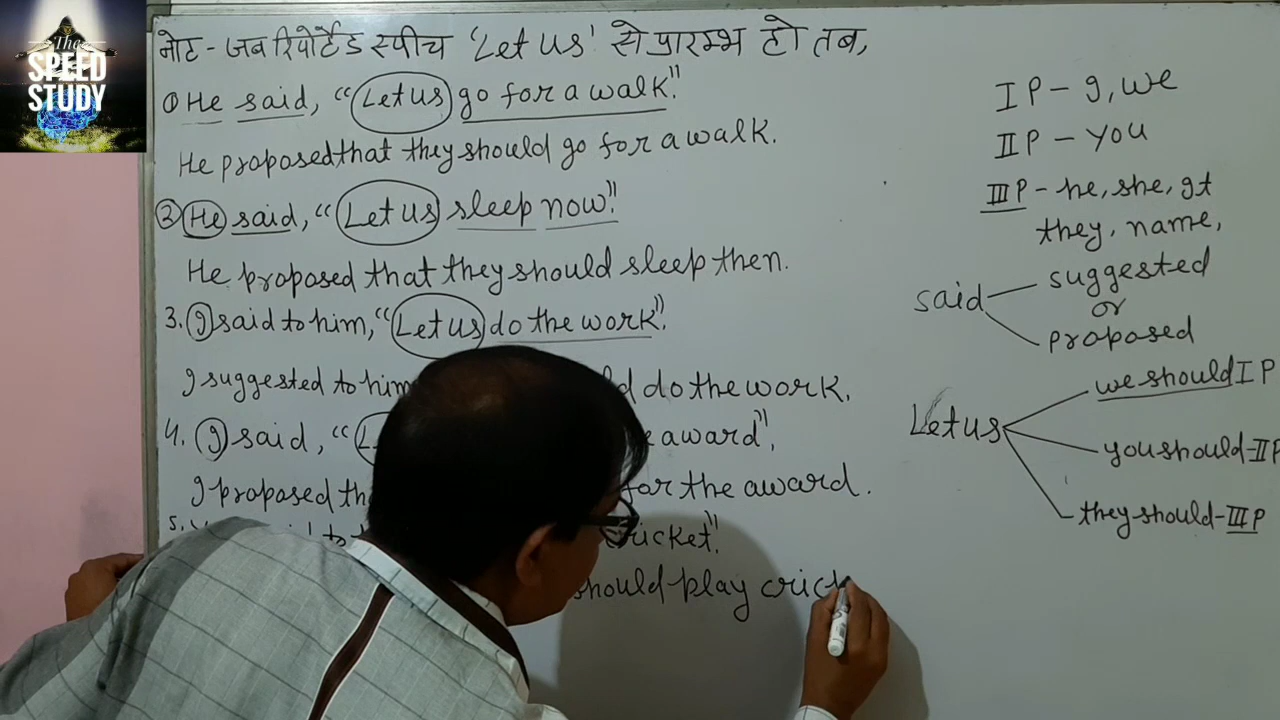 The
SPEED
STUDY
नोट - जब रिपोर्टेड स्पीच 'Let us' से प्रारम्भ हो तब,
① He said, "Let us go for a walk".
He proposed that they should go for a walk.
② He said, "Let us sleep now".
He proposed that they should sleep then.
3. I said to him, "Let us do the work".
I suggested to him do the work.
4. I said, " award",
I proposed for the award.
5. cricket".
should play
I P - I, we
II P - you
III P - he, she, It
they, name,
said suggested
or
proposed
Let us we should I P
you should - II P
they should - III P